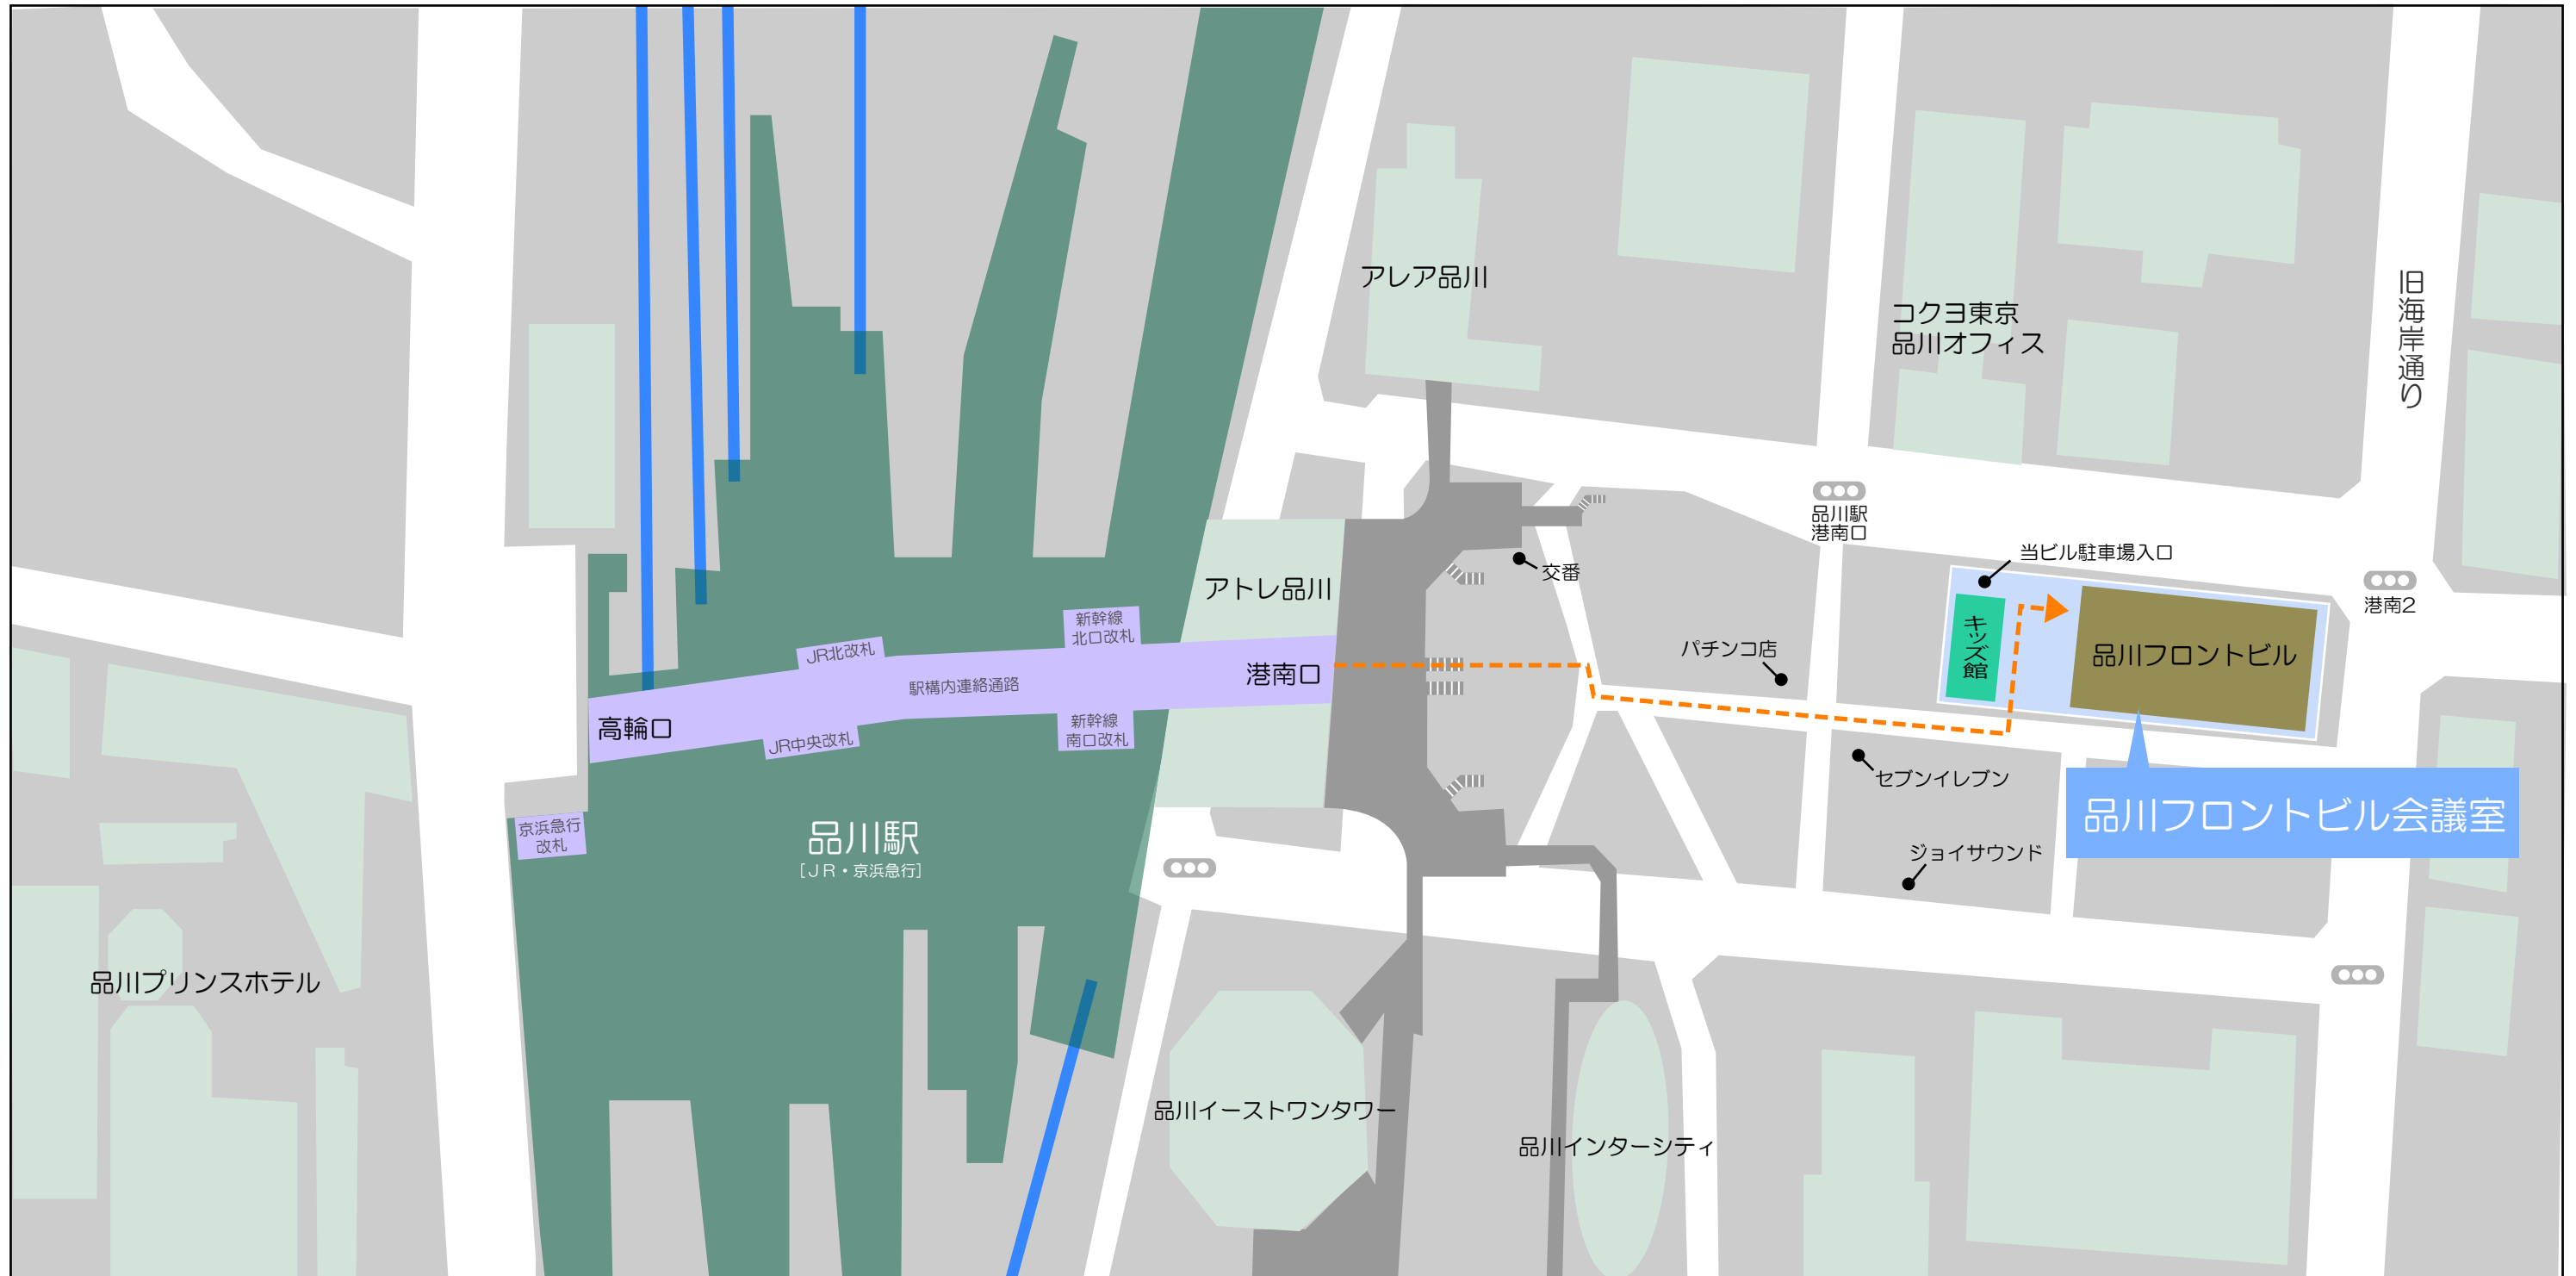 アレア品川
コクヨ東京
品川オフィス
旧海岸通り
品川駅
港南口
当ビル駐車場入口
交番
港南2
アトレ品川
新幹線
北口改札
JR北改札
キッズ館
パチンコ店
品川フロントビル
港南口
駅構内連絡通路
高輪口
新幹線
南口改札
JR中央改札
セブンイレブン
品川フロントビル会議室
京浜急行
改札
品川駅
[JR・京浜急行]
ジョイサウンド
品川プリンスホテル
品川イーストワンタワー
品川インターシティ